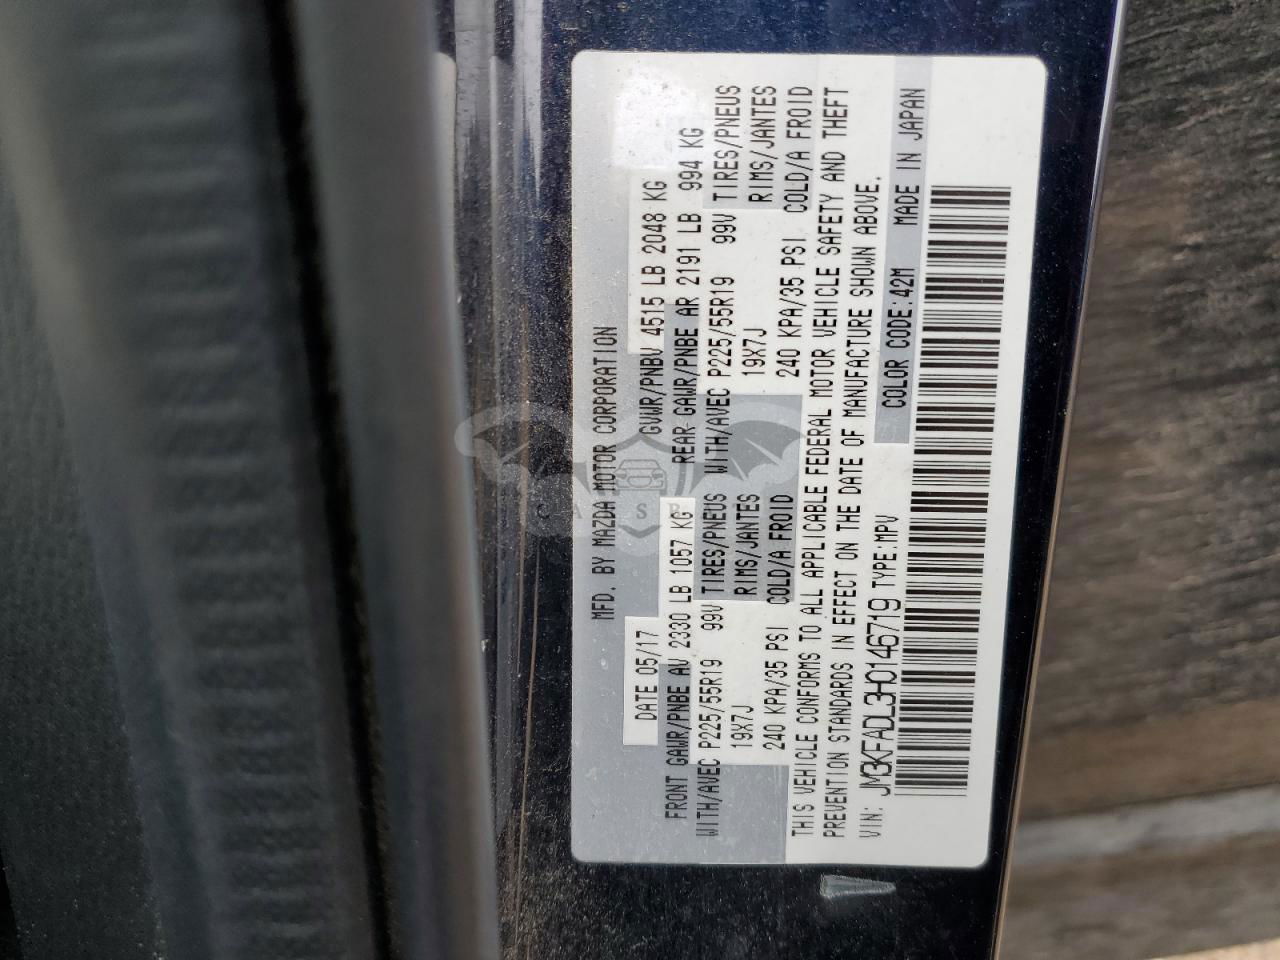 MFD. BY MAZDA MOTOR CORPORATION
DATE 05/17 GVWR/PNBV 4515 LB 2048 KG
FRONT GAWR/PNBE AV 2330 LB 1057 KG REAR GAWR/PNBE AR 2191 LB 994 KG
WITH/AVEC P225/55R19 99V TIRES/PNEUS WITH/AVEC P225/55R19 99V TIRES/PNEUS
19X7J RIMS/JANTES 19X7J RIMS/JANTES
240 KPA/35 PSI COLD/A FROID 240 KPA/35 PSI COLD/A FROID
THIS VEHICLE CONFORMS TO ALL APPLICABLE FEDERAL MOTOR VEHICLE SAFETY AND THEFT
PREVENTION STANDARDS IN EFFECT ON THE DATE OF MANUFACTURE SHOWN ABOVE.
VIN: JM3KFADL3H0146719 TYPE:MPV COLOR CODE:42M MADE IN JAPAN